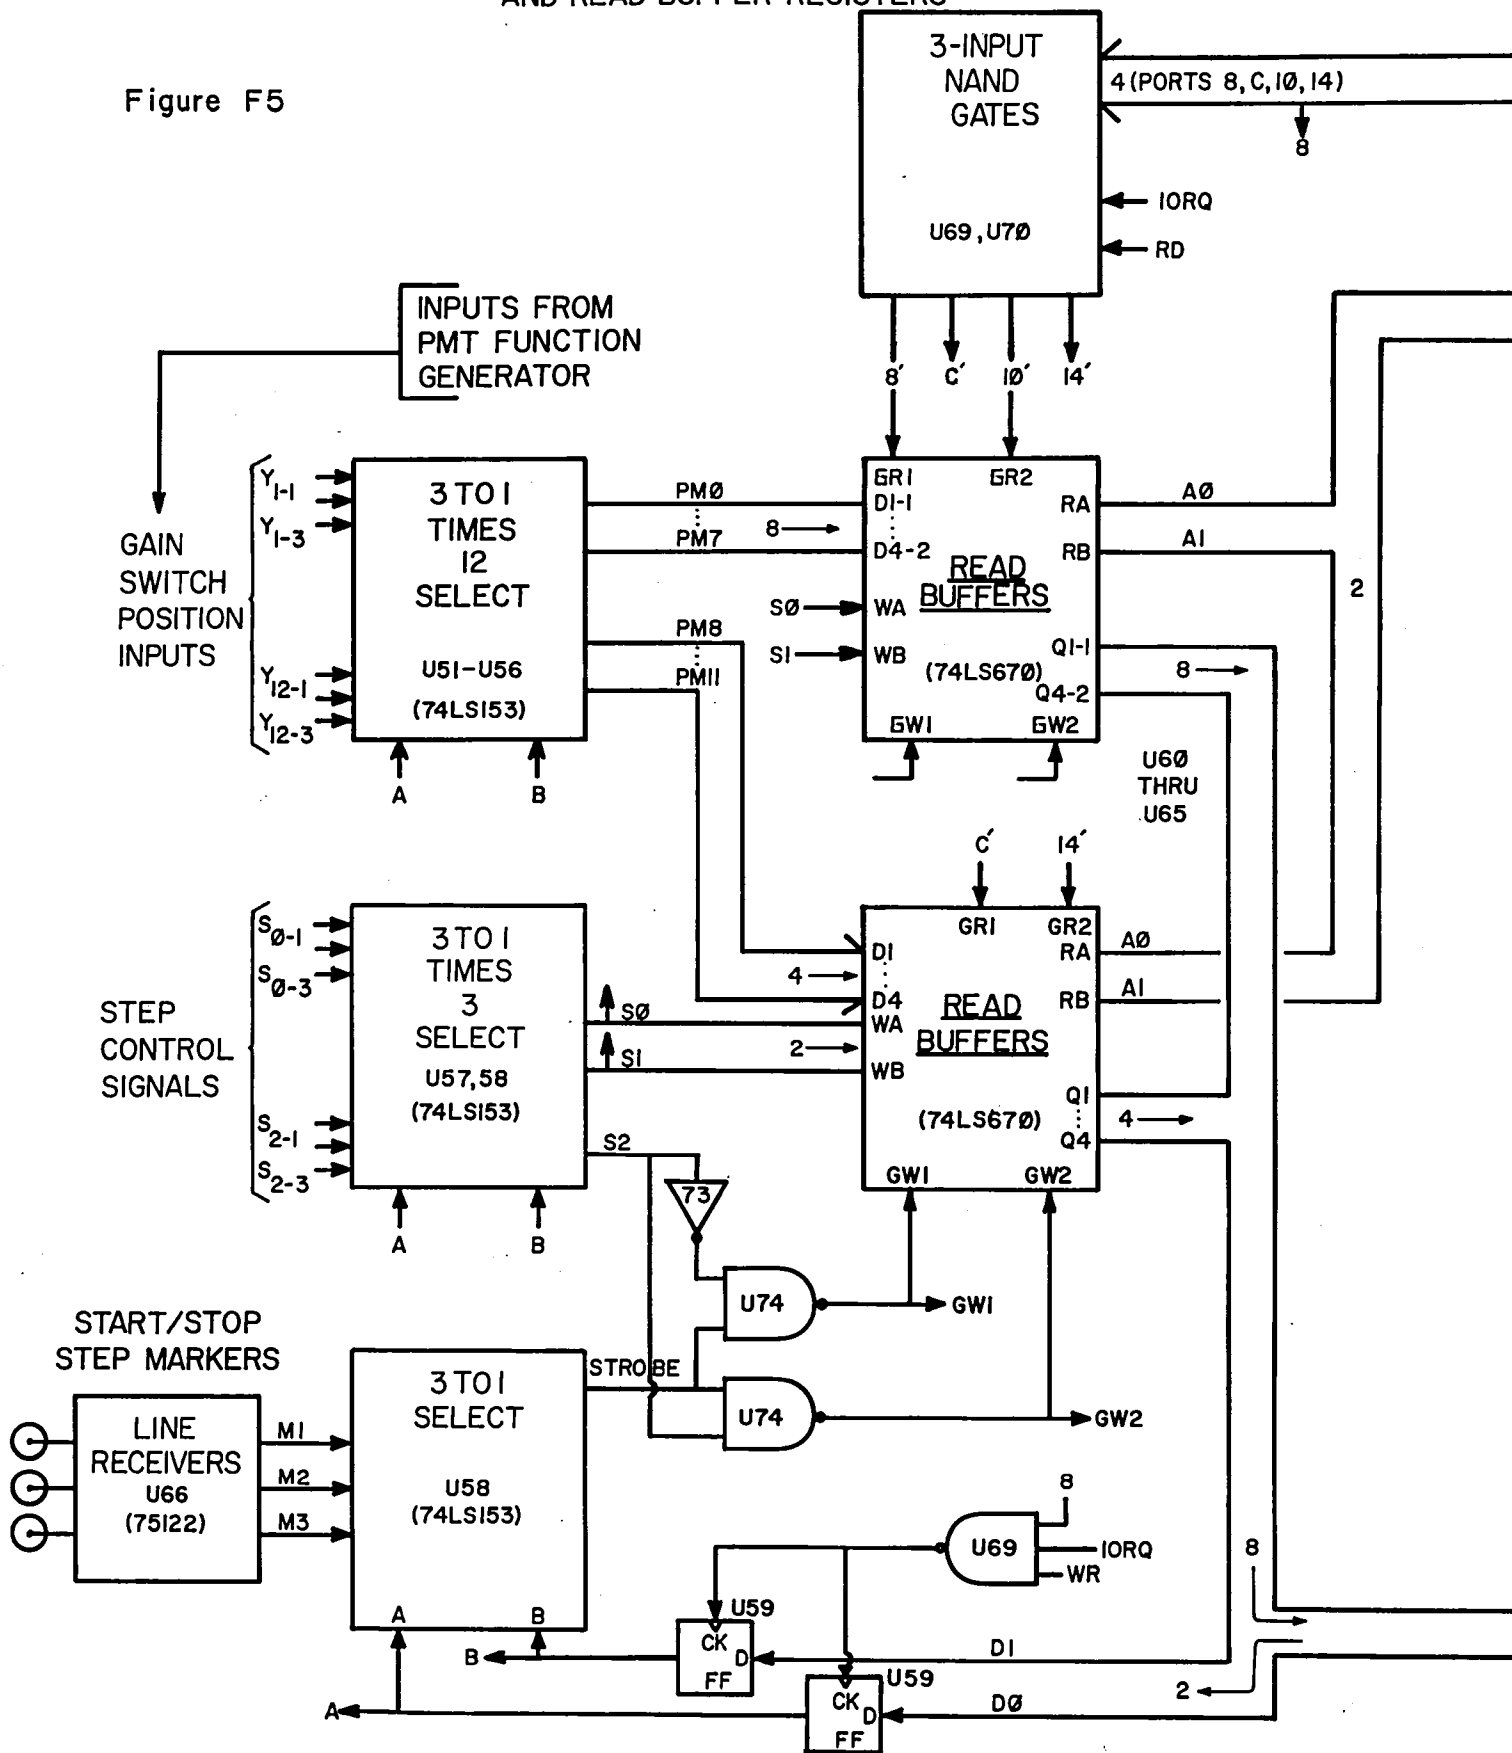 Figure F5
3-INPUT
NAND
GATES
U69, U7Ø
4 (PORTS 8, C, 1Ø, 14)
8
IORQ
RD
8′ C′ 1Ø′ 14′
INPUTS FROM
PMT FUNCTION
GENERATOR
GAIN
SWITCH
POSITION
INPUTS
Y1-1
Y1-3
Y12-1
Y12-3
3 TO 1
TIMES
12
SELECT
U51-U56
(74LS153)
A B
PMØ
PM7
8
PM8
PM11
SØ
S1
GR1 GR2
D1-1
D4-2
WA
WB
READ
BUFFERS
(74LS67Ø)
RA
RB
Q1-1
Q4-2
GW1 GW2
AØ
A1
2
8
U6Ø
THRU
U65
C′ 14′
STEP
CONTROL
SIGNALS
SØ-1
SØ-3
S2-1
S2-3
3 TO 1
TIMES
3
SELECT
U57,58
(74LS153)
A B
SØ
S1
S2
4
2
GR1 GR2
D1
D4
WA
WB
READ
BUFFERS
(74LS67Ø)
RA
RB
Q1
Q4
GW1 GW2
AØ
A1
4
73
U74
GW1
U74
GW2
START/STOP
STEP MARKERS
LINE
RECEIVERS
U66
(75122)
M1
M2
M3
3 TO 1
SELECT
U58
(74LS153)
A B
STROBE
8
U69
IORQ
WR
8
U59
CK
D
FF
B
D1
U59
CK
D
FF
A
DØ
2